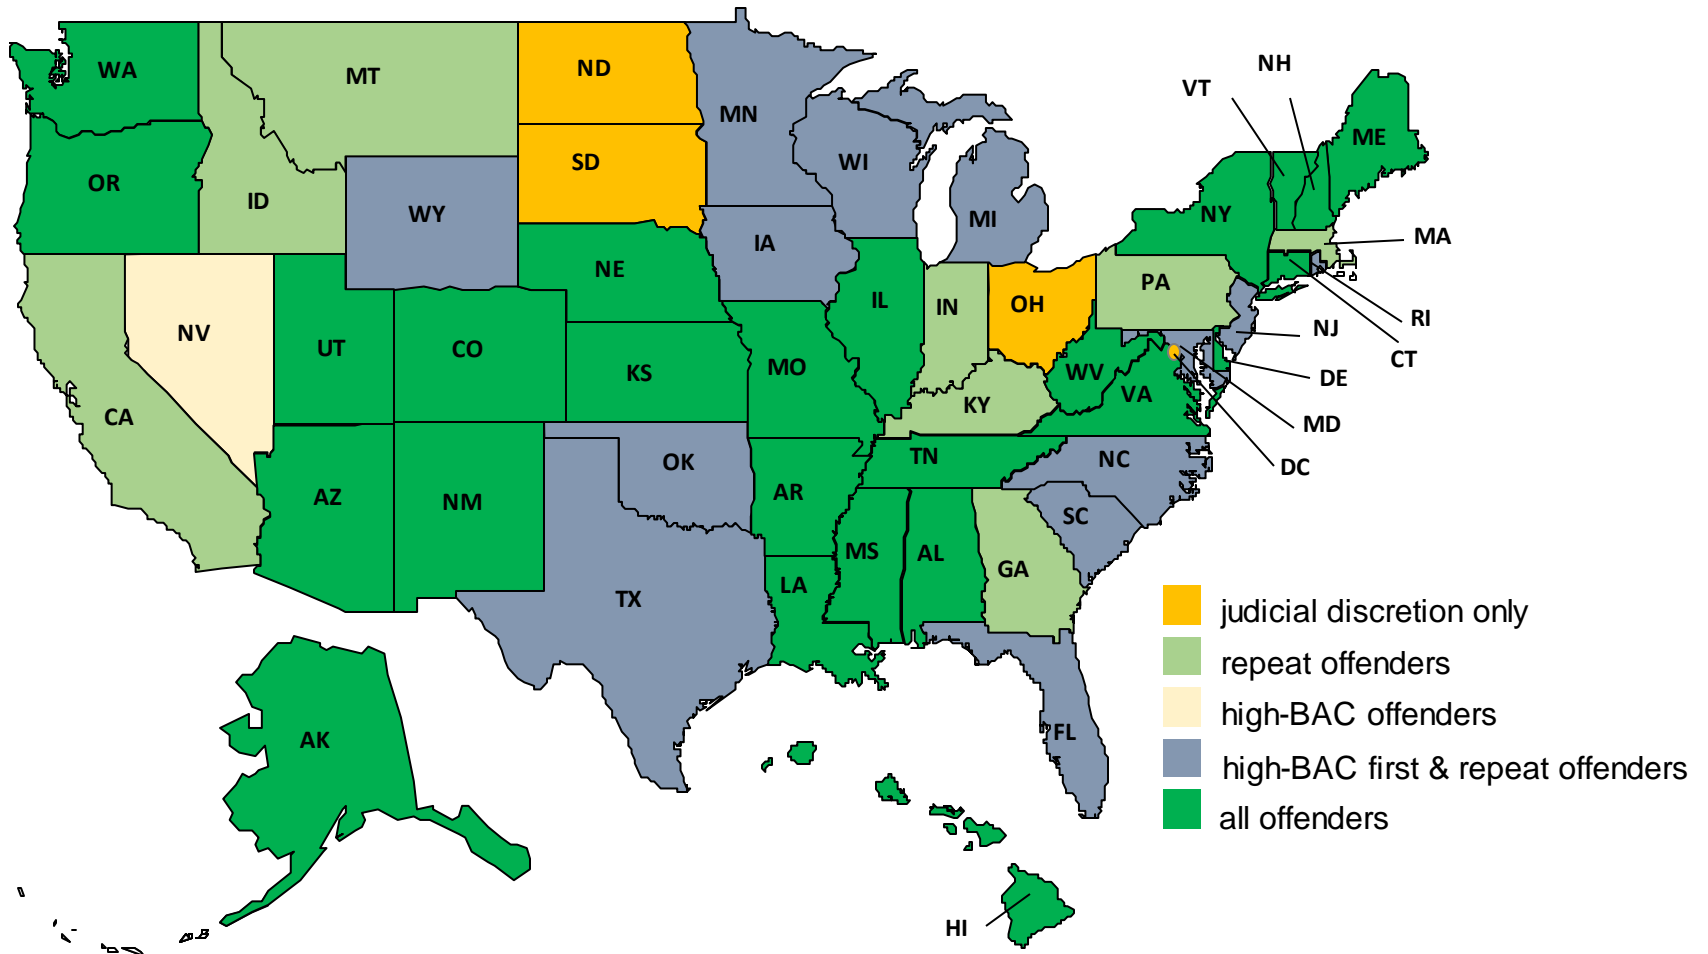 NH
VT
WA
MT
ND
MN
ME
OR
SD
WI
ID
WY
NY
MI
MA
IA
NE
PA
IL
IN
OH
RI
NJ
NV
UT
CO
CT
MO
KS
WV
DE
VA
CA
KY
MD
TN
NC
DC
OK
AZ
NM
AR
SC
MS
AL
GA
LA
TX
judicial discretion only
repeat offenders
high-BAC offenders
FL
AK
high-BAC first & repeat offenders
all offenders
HI